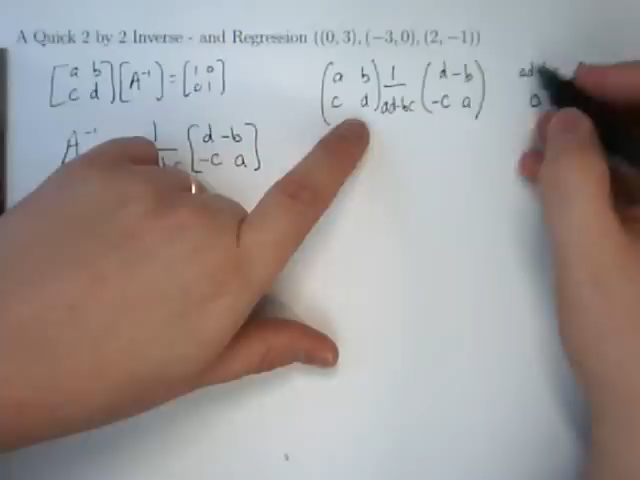 A Quick 2 by 2 Inverse - and Regression ((0, 3), (−3, 0), (2, −1))
[a b
c d] [A⁻¹] = [1 0
0 1]
A⁻¹ 1 [d -b
-c a]
(a b
c d) 1/ad-bc (d -b
-c a)
a